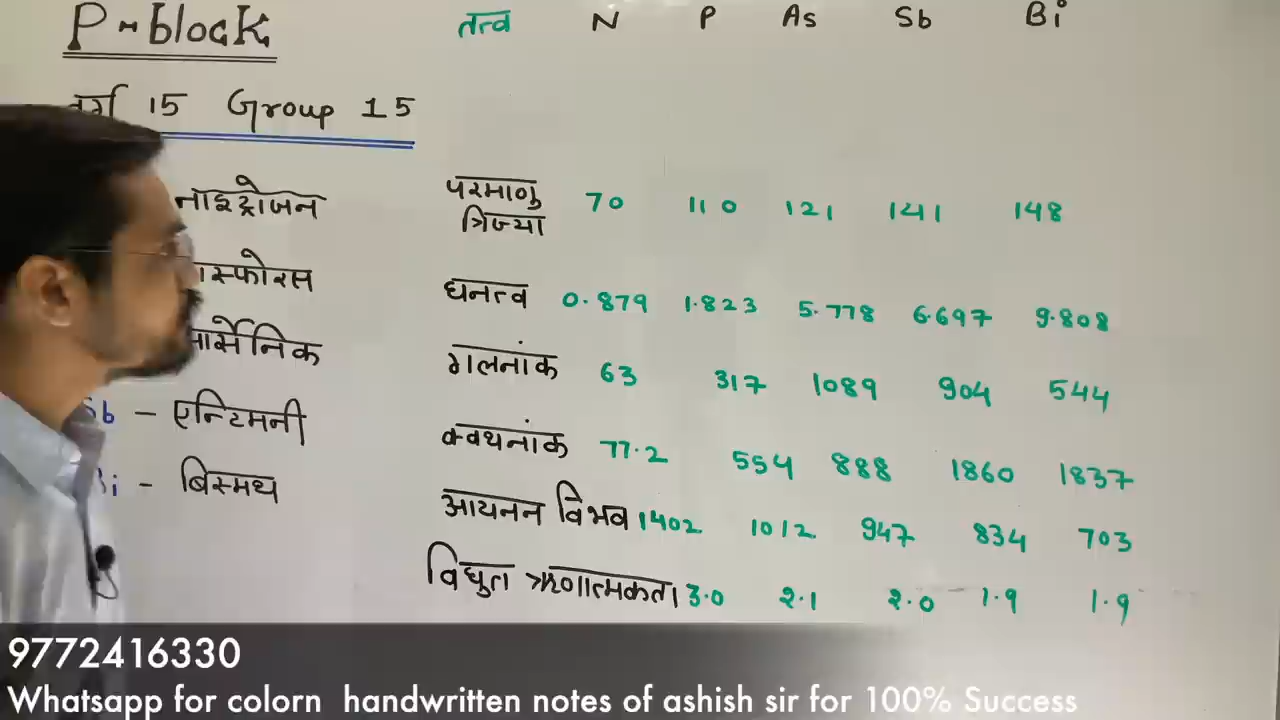 P-block
वर्ग 15 Group 15
नाइट्रोजन
स्फोरस
र्सेनिक
Sb - एन्टिमनी
i - बिस्मथ
तत्व N P As Sb Bi
परमाणु त्रिज्या 70 110 121 141 148
घनत्व 0.879 1.823 5.778 6.697 9.808
गलनांक 63 317 1089 904 544
क्वथनांक 77.2 554 888 1860 1837
आयनन विभव 1402 1012 947 834 703
विघुत ऋणात्मकता 3.0 2.1 2.0 1.9 1.9
9772416330
Whatsapp for colorn handwritten notes of ashish sir for 100% Success